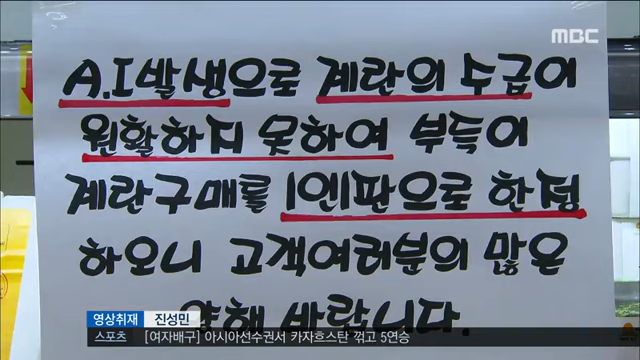 MBC
A.I발생으로 계란의 수급이
원활하지 못하여 부득이
계란구매를 1인1판으로 한정
하오니 고객여러분의 많은
양해 바랍니다.
영상취재 진성민
스포츠 [여자배구] 아시아선수권서 카자흐스탄 꺾고 5연승